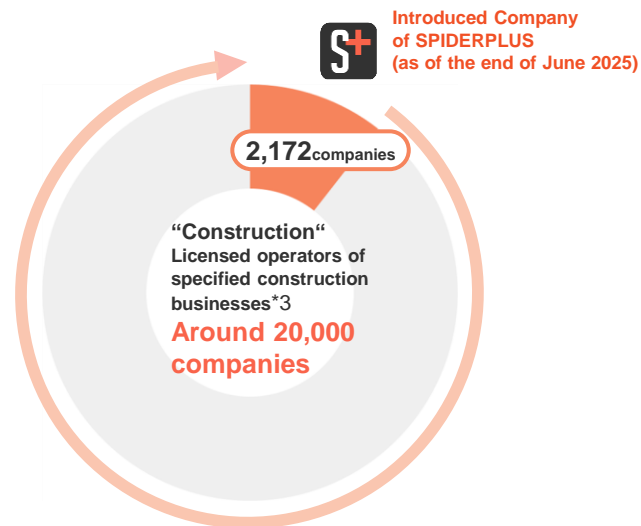 S+
Introduced Company
of SPIDERPLUS
(as of the end of June 2025)
2,172companies
“Construction“
Licensed operators of
specified construction
businesses*3
Around 20,000
companies